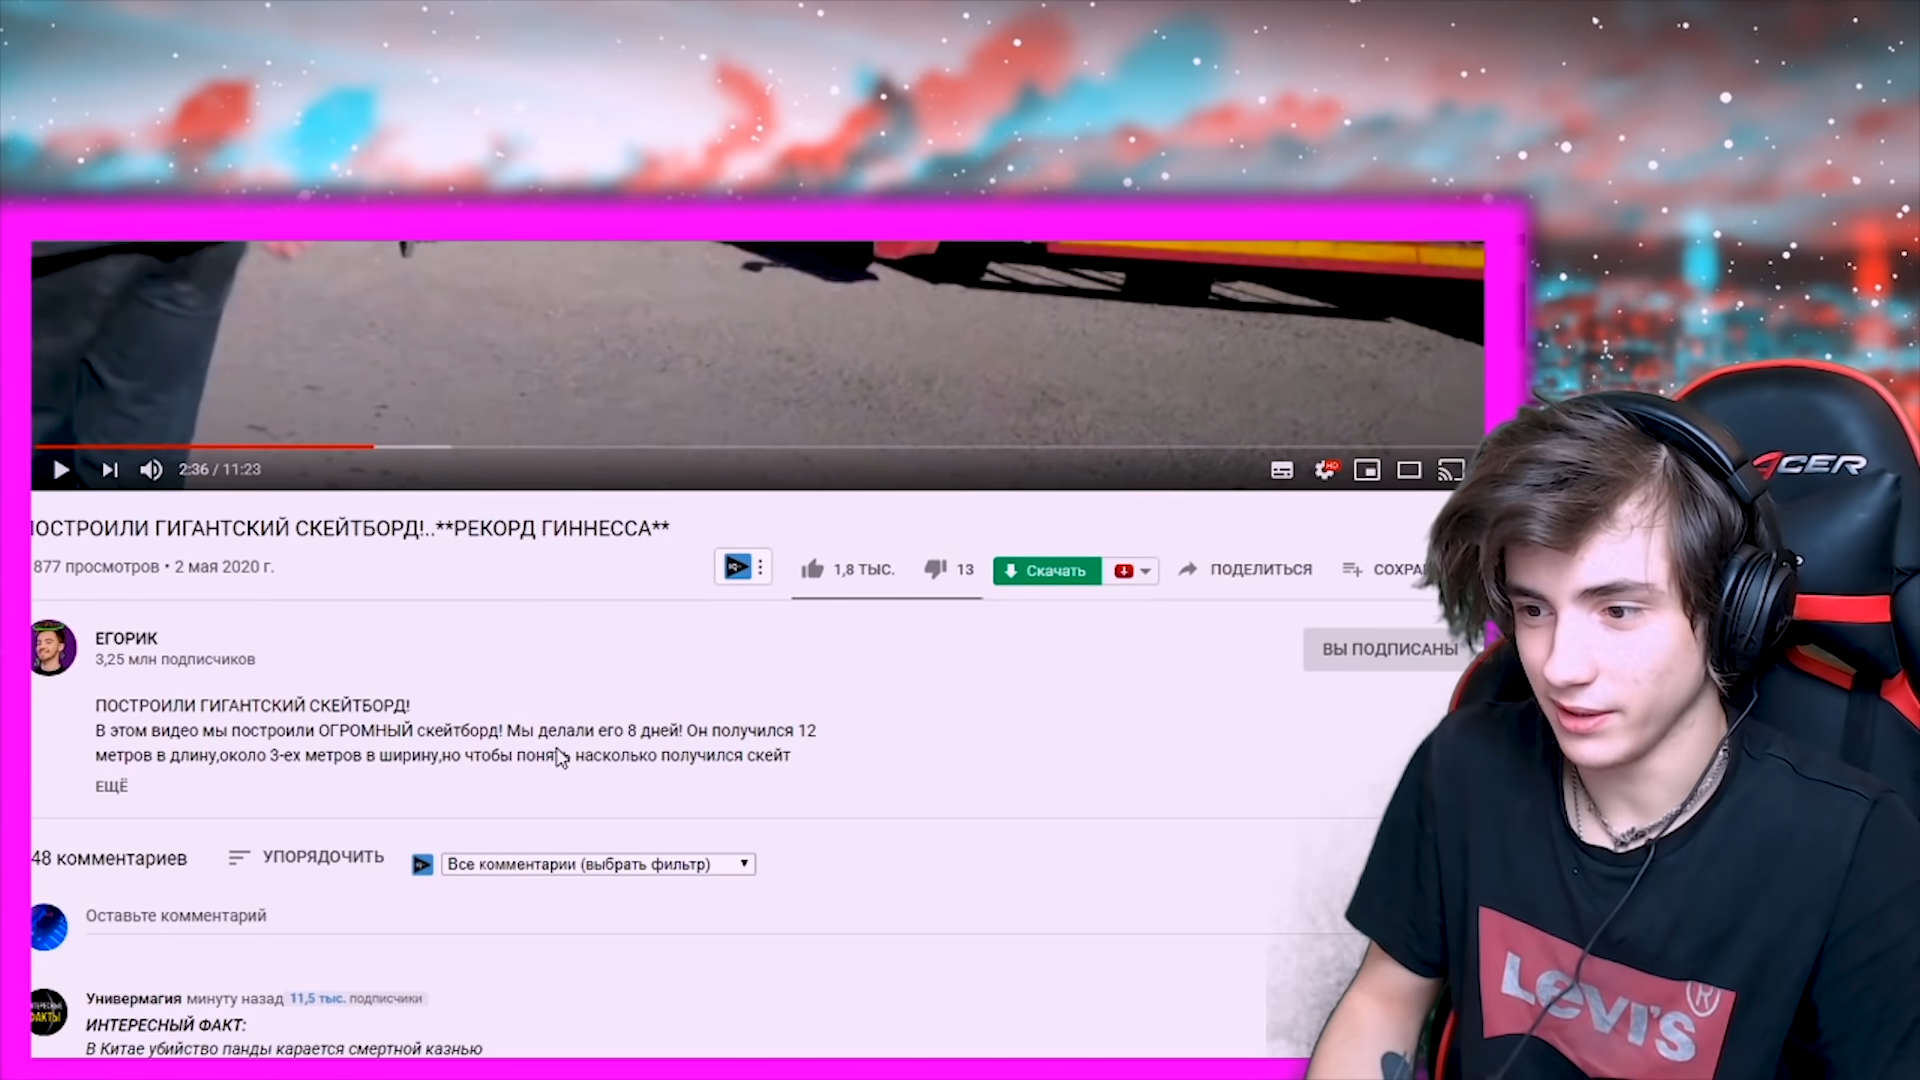 2:36 / 11:23
HD
ПОСТРОИЛИ ГИГАНТСКИЙ СКЕЙТБОРД!..**РЕКОРД ГИННЕССА**
877 просмотров • 2 мая 2020 г.
1,8 ТЫС.
13
Скачать
ПОДЕЛИТЬСЯ
СОХРА
ЕГОРИК
3,25 млн подписчиков
ВЫ ПОДПИСАНЫ
ПОСТРОИЛИ ГИГАНТСКИЙ СКЕЙТБОРД!
В этом видео мы построили ОГРОМНЫЙ скейтборд! Мы делали его 8 дней! Он получился 12
метров в длину,около 3-ех метров в ширину,но чтобы понять насколько получился скейт
ЕЩЁ
48 комментариев
УПОРЯДОЧИТЬ
Все комментарии (выбрать фильтр)
Оставьте комментарий
Универмагия минуту назад 11,5 тыс. подписчики
ИНТЕРЕСНЫЙ ФАКТ:
В Китае убийство панды карается смертной казнью
ACER
LEVI'S ®